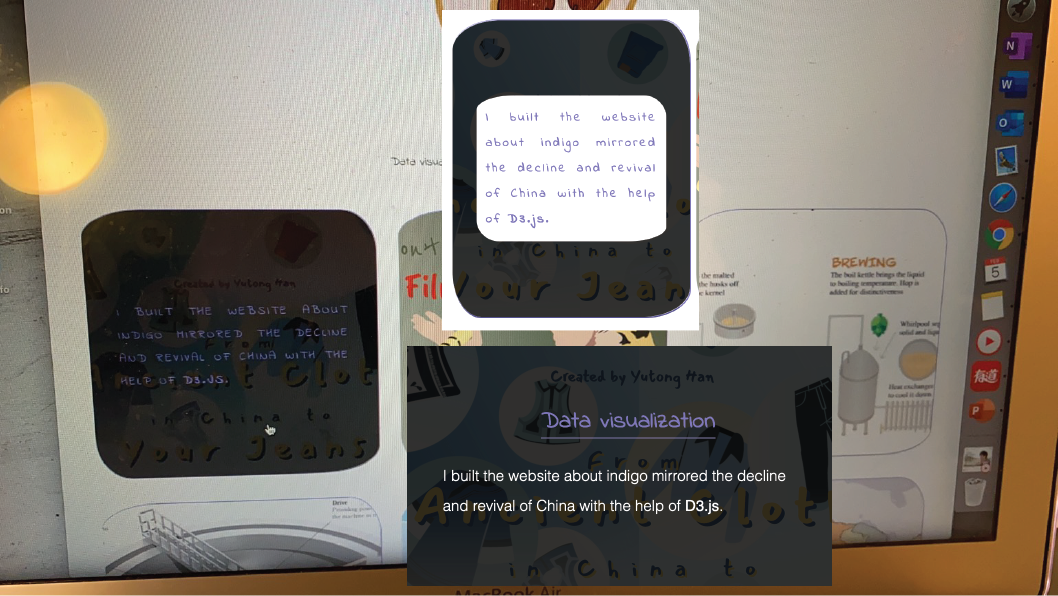 Data visua
I built the website
about indigo mirrored
the decline and revival
of China with the help
of D3.js.
in China to
Your Jean
Created by Yutong Han
I BUILT THE WEBSITE ABOUT
INDIGO MIRRORED THE DECLINE
AND REVIVAL OF CHINA WITH THE
HELP OF D3.JS.
From
Ancient Clot
in China to
Your Jeans
out
Fil
the malted
the husks off
e kernel
BREWING
The boil kettle brings the liquid
to boiling temperature. Hop is
added for distinctiveness
Whirlpool
solid and
Heat exchanger
to cool it down
Drive
Created by Yutong Han
Data visualization
From
I built the website about indigo mirrored the decline
and revival of China with the help of D3.js.
Ancient Clot
in China to
MacBook Air
N
W
O
FEB
5
有道
P